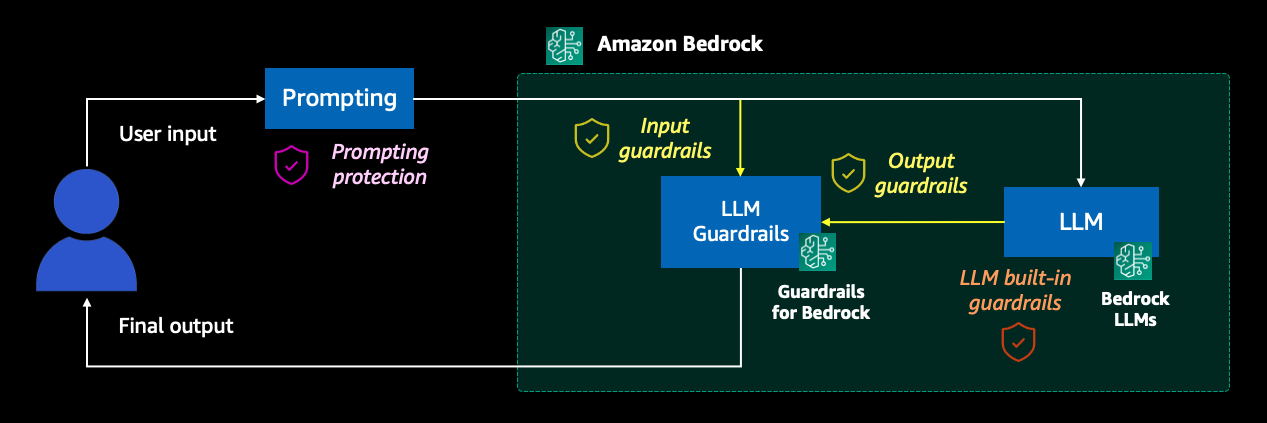 Amazon Bedrock
Prompting
User input
Prompting
protection
Input
guardrails
Output
guardrails
LLM
Guardrails
LLM
Guardrails
for Bedrock
LLM built-in
guardrails
Bedrock
LLMs
Final output